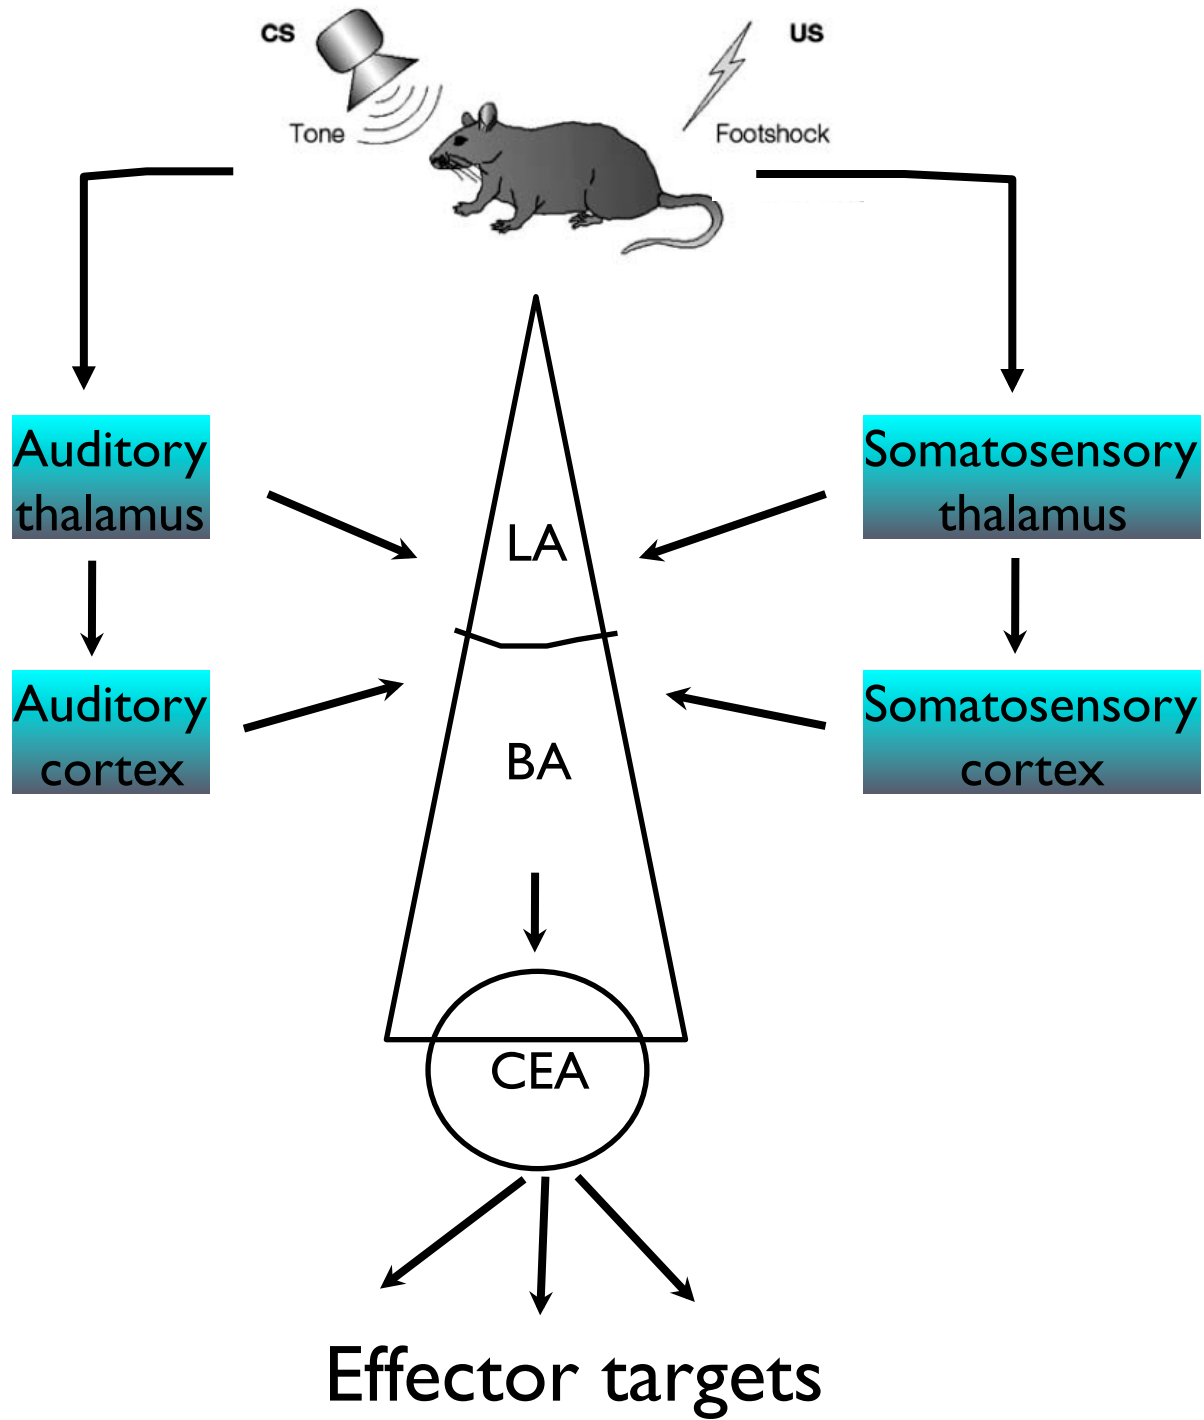 CS
US
Tone
Footshock
Auditory
thalamus
Somatosensory
thalamus
LA
Auditory
cortex
Somatosensory
cortex
BA
CEA
Effector targets